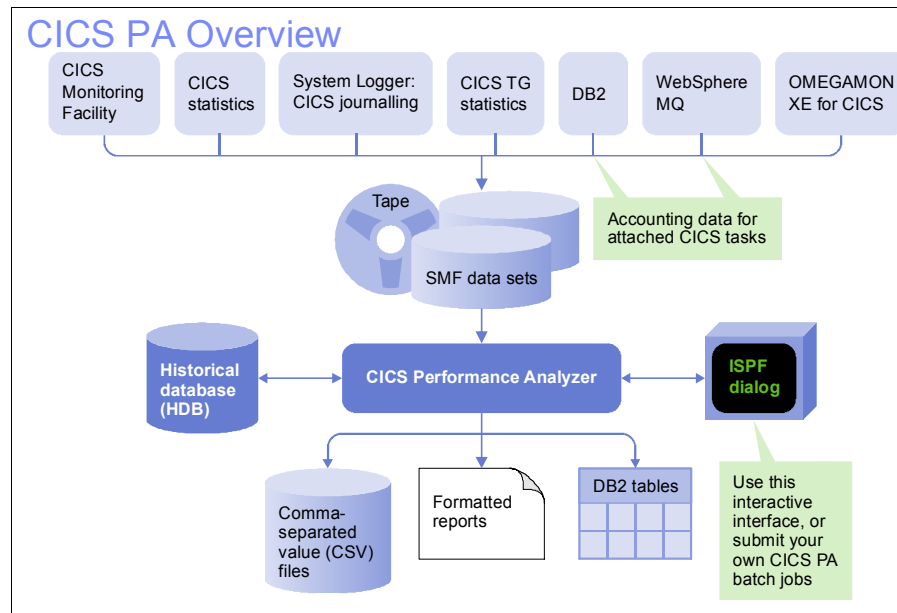 CICS PA Overview
CICS
Monitoring
Facility
CICS
statistics
System Logger:
CICS journalling
CICS TG
statistics
DB2
WebSphere
MQ
OMEGAMON
XE for CICS
Tape
SMF data sets
Accounting data for
attached CICS tasks
Historical
database
(HDB)
CICS Performance Analyzer
ISPF
dialog
Comma-
separated
value (CSV)
files
Formatted
reports
DB2 tables
Use this
interactive
interface, or
submit your
own CICS PA
batch jobs